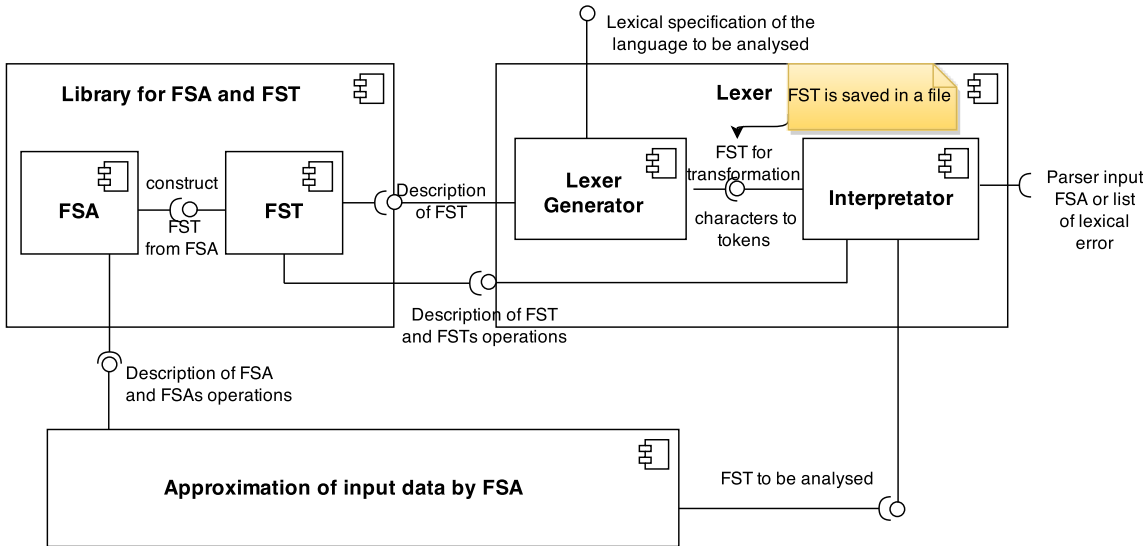 Lexical specification of the
language to be analysed
Library for FSA and FST
Lexer
FST is saved in a file
FSA
construct
FST
from FSA
FST
Description
of FST
Lexer
Generator
FST for
transformation
characters to
tokens
Interpretator
Parser input
FSA or list
of lexical
error
Description of FST
and FSTs operations
Description of FSA
and FSAs operations
Approximation of input data by FSA
FST to be analysed